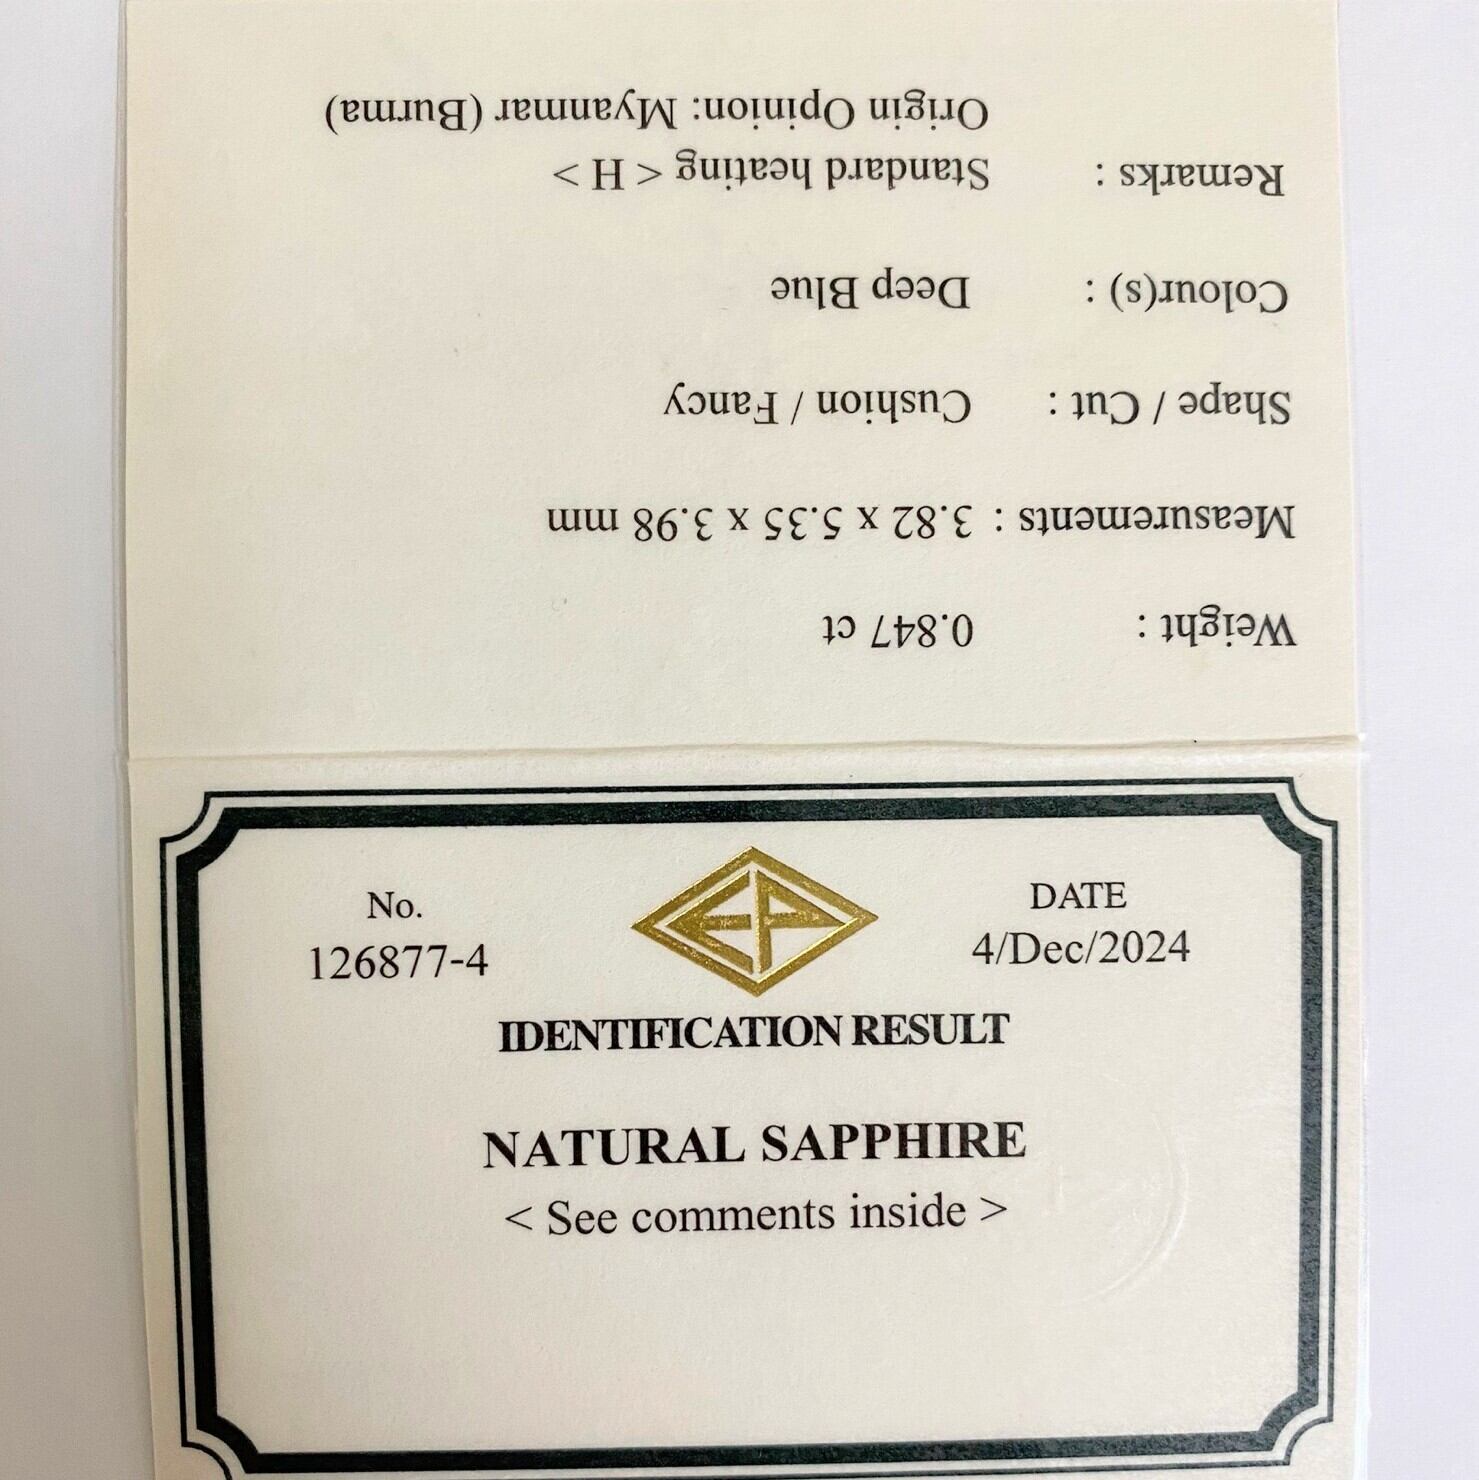 Weight : 0.847 ct
Measurements : 3.82 x 5.35 x 3.98 mm
Shape / Cut : Cushion / Fancy
Colour(s) : Deep Blue
Remarks : Standard heating < H >
Origin Opinion: Myanmar (Burma)
No.
126877-4
EP
DATE
4/Dec/2024
IDENTIFICATION RESULT
NATURAL SAPPHIRE
< See comments inside >